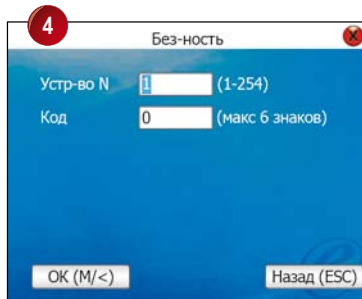 4
Без-ность
X
Устр-во N 1 (1-254)
Код 0 (макс 6 знаков)
OK (M/<) Назад (ESC)